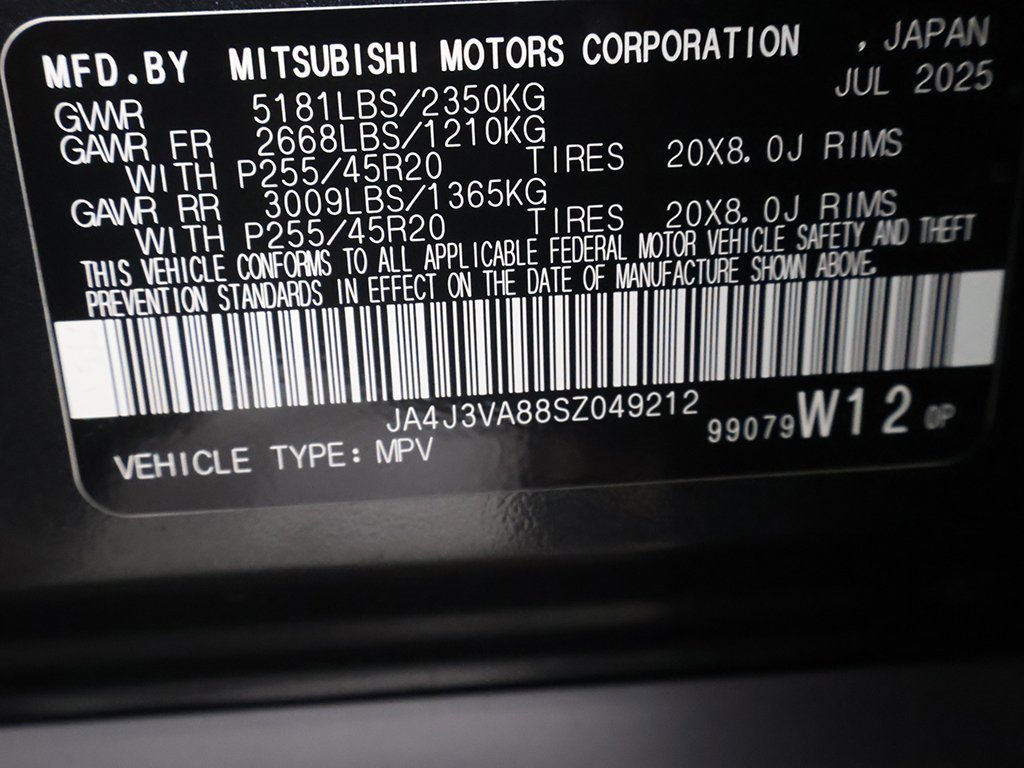 MFD.BY MITSUBISHI MOTORS CORPORATION , JAPAN
JUL 2025
GVWR 5181LBS/2350KG
GAWR FR 2668LBS/1210KG
WITH P255/45R20 TIRES 20X8.0J RIMS
GAWR RR 3009LBS/1365KG
WITH P255/45R20 TIRES 20X8.0J RIMS
THIS VEHICLE CONFORMS TO ALL APPLICABLE FEDERAL MOTOR VEHICLE SAFETY AND THEFT
PREVENTION STANDARDS IN EFFECT ON THE DATE OF MANUFACTURE SHOWN ABOVE.
JA4J3VA88SZ049212
99079 W12 0P
VEHICLE TYPE: MPV